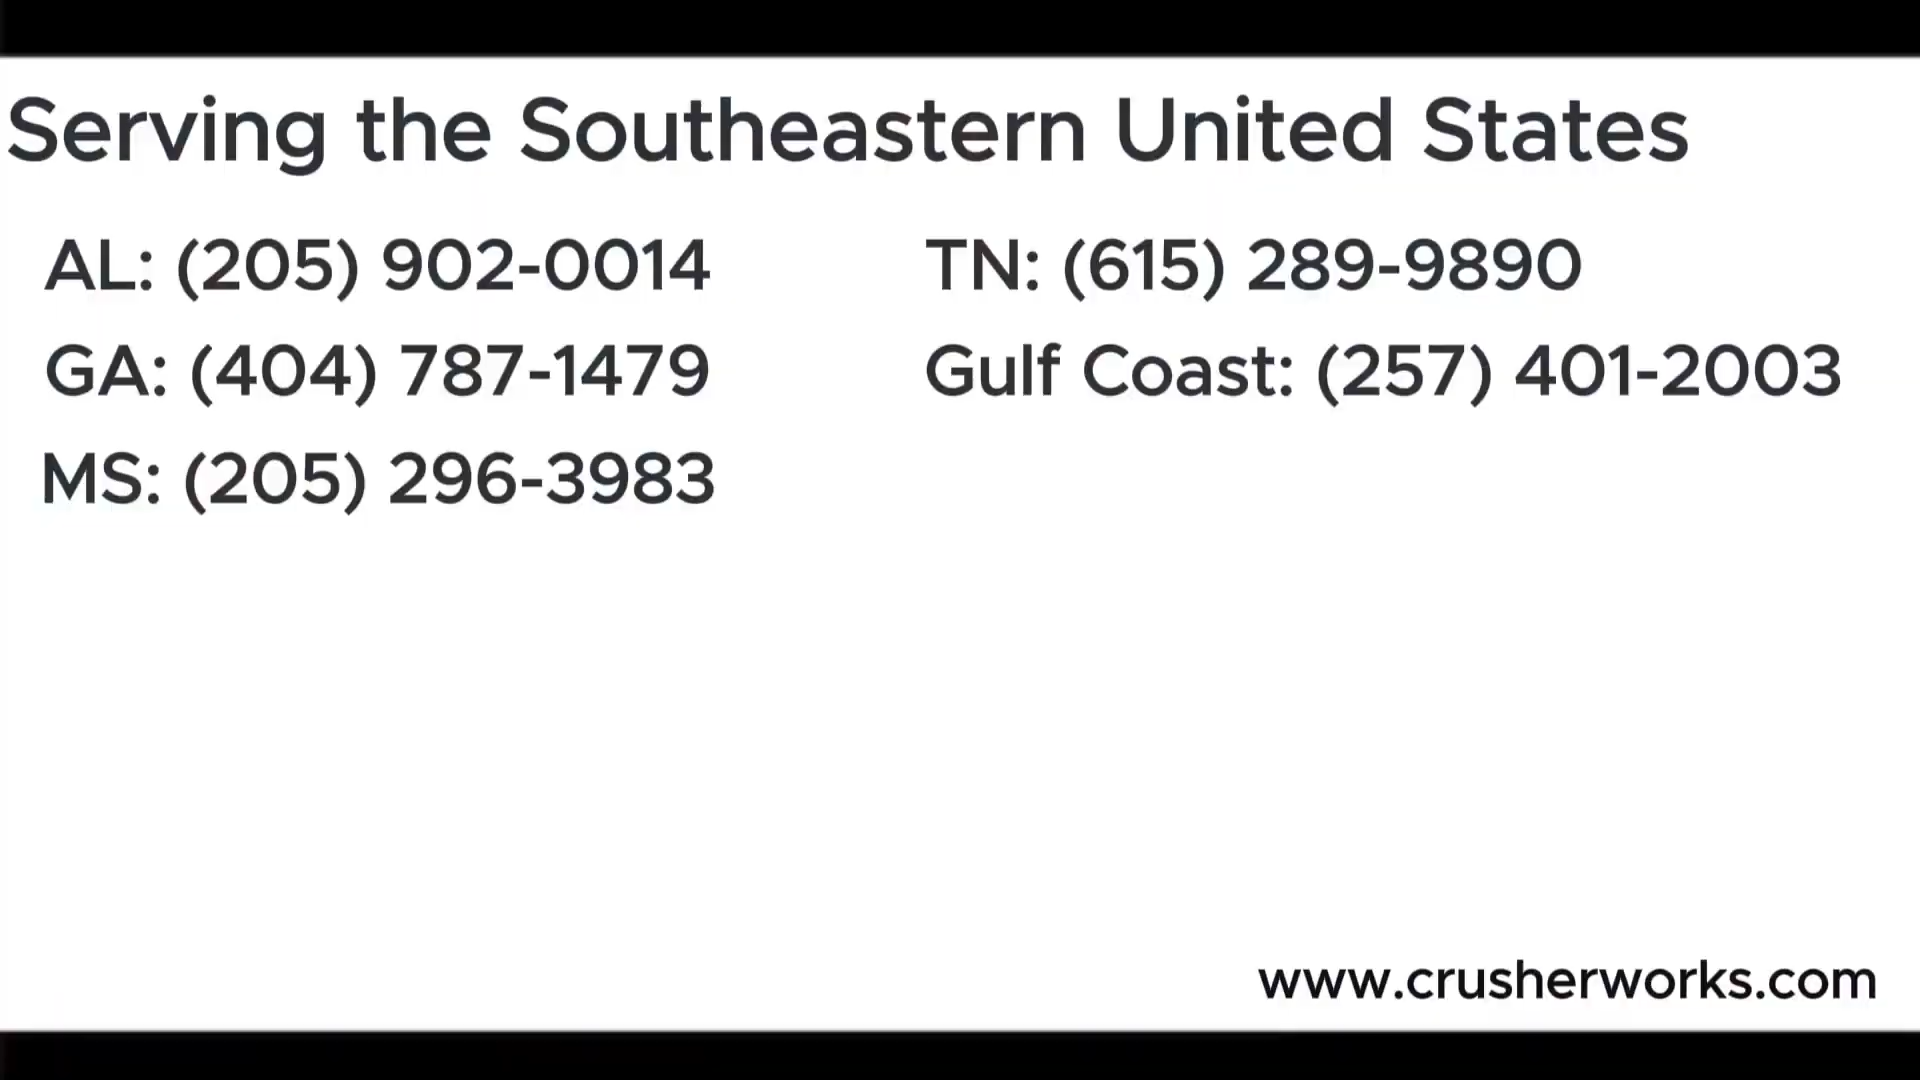 Serving the Southeastern United States
AL: (205) 902-0014
GA: (404) 787-1479
MS: (205) 296-3983
TN: (615) 289-9890
Gulf Coast: (257) 401-2003
www.crusherworks.com